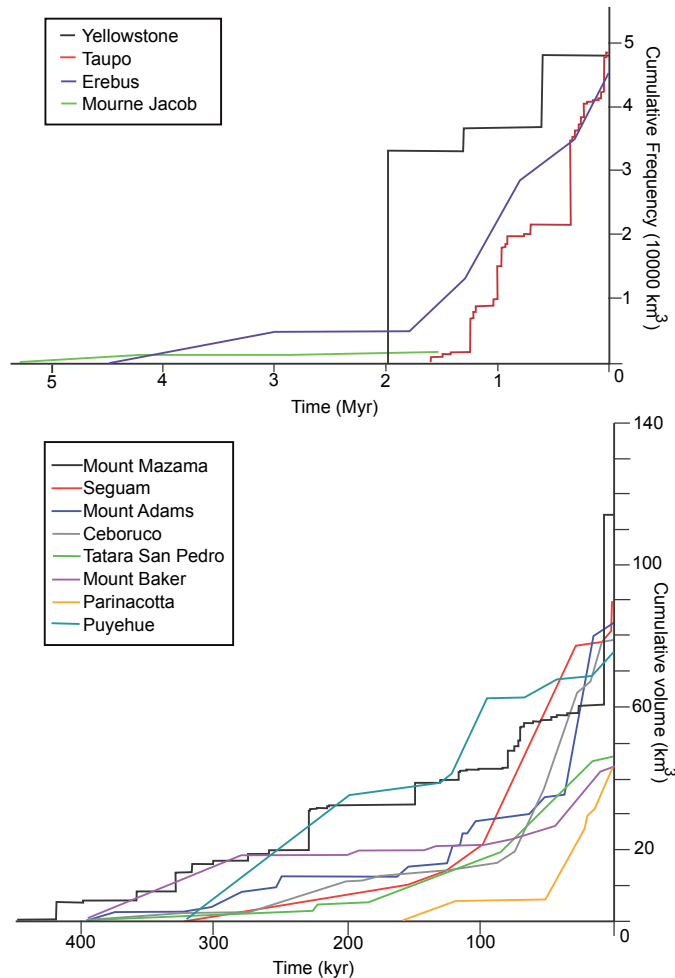 Yellowstone
Taupo
Erebus
Mourne Jacob
5
4
3
2
1
0
Cumulative Frequency (10000 km3)
5
4
3
2
1
Time (Myr)
Mount Mazama
Seguam
Mount Adams
Ceboruco
Tatara San Pedro
Mount Baker
Parinacotta
Puyehue
140
100
60
20
0
Cumulative volume (km3)
400
300
200
100
Time (kyr)